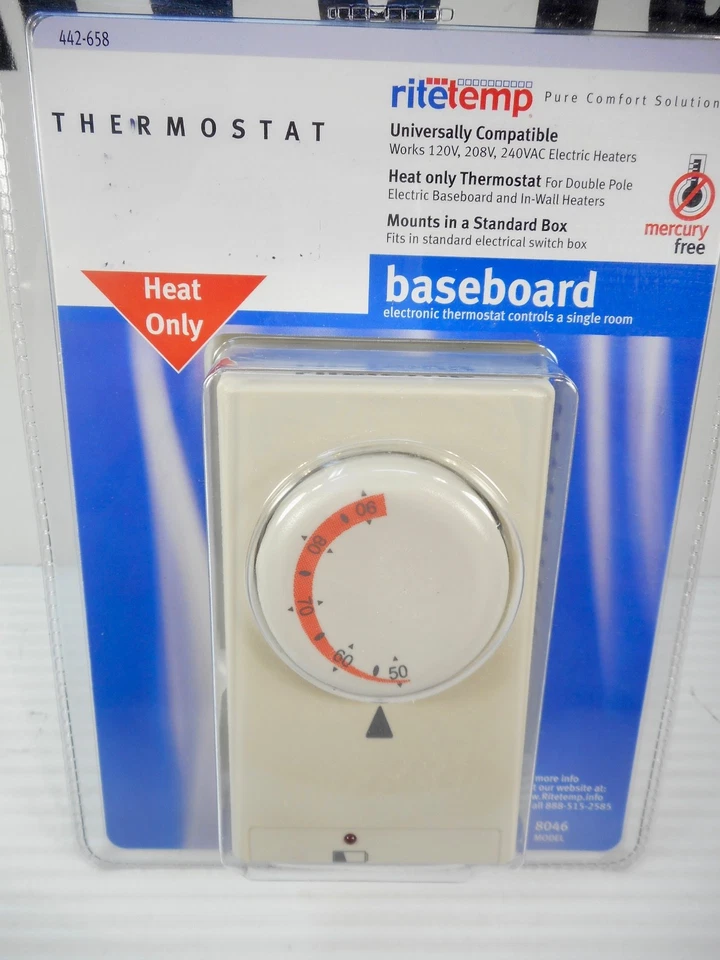 442-658
THERMOSTAT
ritetemp Pure Comfort Solution
Universally Compatible
Works 120V, 208V, 240VAC Electric Heaters
Heat only Thermostat For Double Pole
Electric Baseboard and In-Wall Heaters
Mounts in a Standard Box
Fits in standard electrical switch box
mercury
free
Heat
Only
baseboard
electronic thermostat controls a single room
90
80
70
60
50
more info
our website at:
w.Ritetemp.info
all 888-515-2585
8046
MODEL